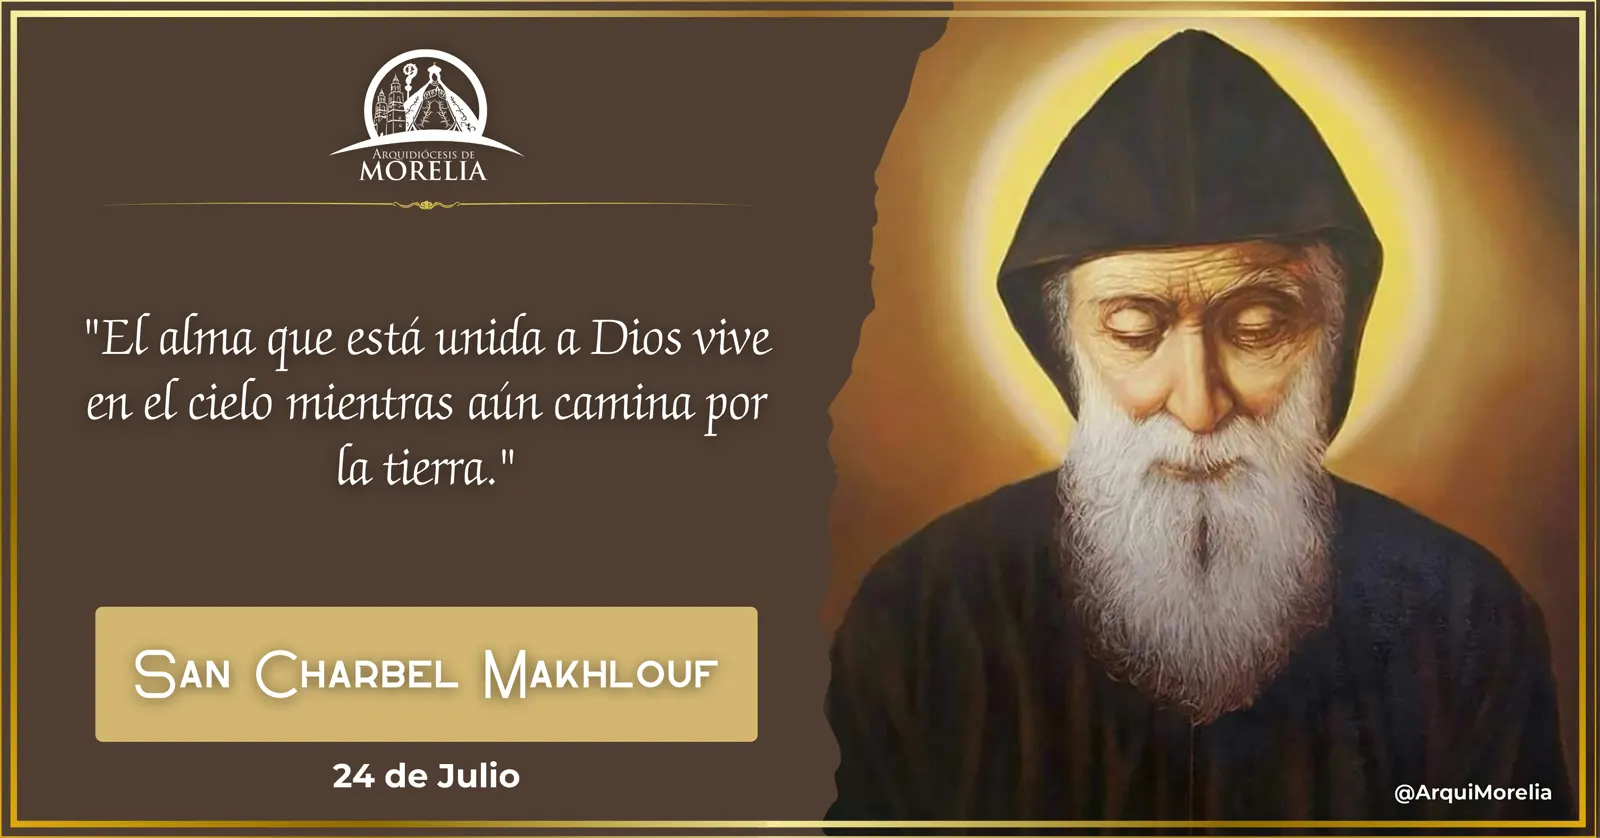 ARQUIDIÓCESIS DE
MORELIA
"El alma que está unida a Dios vive
en el cielo mientras aún camina por
la tierra."
SAN CHARBEL MAKHLOUF
24 de Julio
@ArquiMorelia